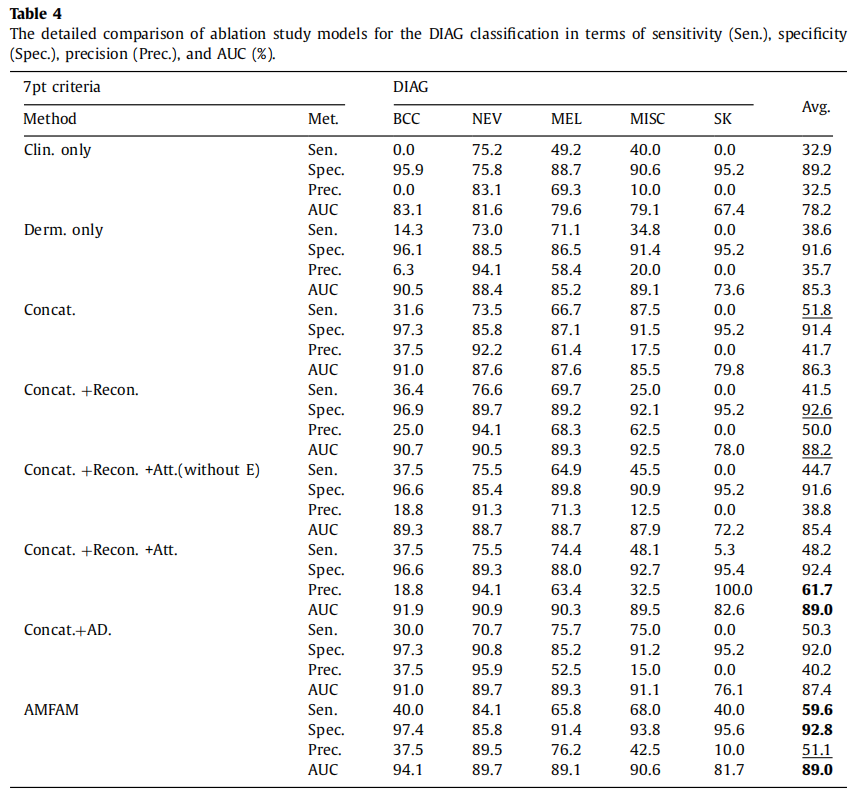 Table 4
The detailed comparison of ablation study models for the DIAG classification in terms of sensitivity (Sen.), specificity
(Spec.), precision (Prec.), and AUC (%).
7pt criteria DIAG Avg.
Method Met. BCC NEV MEL MISC SK
Clin. only Sen. 0.0 75.2 49.2 40.0 0.0 32.9
Spec. 95.9 75.8 88.7 90.6 95.2 89.2
Prec. 0.0 83.1 69.3 10.0 0.0 32.5
AUC 83.1 81.6 79.6 79.1 67.4 78.2
Derm. only Sen. 14.3 73.0 71.1 34.8 0.0 38.6
Spec. 96.1 88.5 86.5 91.4 95.2 91.6
Prec. 6.3 94.1 58.4 20.0 0.0 35.7
AUC 90.5 88.4 85.2 89.1 73.6 85.3
Concat. Sen. 31.6 73.5 66.7 87.5 0.0 51.8
Spec. 97.3 85.8 87.1 91.5 95.2 91.4
Prec. 37.5 92.2 61.4 17.5 0.0 41.7
AUC 91.0 87.6 87.6 85.5 79.8 86.3
Concat. +Recon. Sen. 36.4 76.6 69.7 25.0 0.0 41.5
Spec. 96.9 89.7 89.2 92.1 95.2 92.6
Prec. 25.0 94.1 68.3 62.5 0.0 50.0
AUC 90.7 90.5 89.3 92.5 78.0 88.2
Concat. +Recon. +Att.(without E) Sen. 37.5 75.5 64.9 45.5 0.0 44.7
Spec. 96.6 85.4 89.8 90.9 95.2 91.6
Prec. 18.8 91.3 71.3 12.5 0.0 38.8
AUC 89.3 88.7 88.7 87.9 72.2 85.4
Concat. +Recon. +Att. Sen. 37.5 75.5 74.4 48.1 5.3 48.2
Spec. 96.6 89.3 88.0 92.7 95.4 92.4
Prec. 18.8 94.1 63.4 32.5 100.0 61.7
AUC 91.9 90.9 90.3 89.5 82.6 89.0
Concat.+AD. Sen. 30.0 70.7 75.7 75.0 0.0 50.3
Spec. 97.3 90.8 85.2 91.2 95.2 92.0
Prec. 37.5 95.9 52.5 15.0 0.0 40.2
AUC 91.0 89.7 89.3 91.1 76.1 87.4
AMFAM Sen. 40.0 84.1 65.8 68.0 40.0 59.6
Spec. 97.4 85.8 91.4 93.8 95.6 92.8
Prec. 37.5 89.5 76.2 42.5 10.0 51.1
AUC 94.1 89.7 89.1 90.6 81.7 89.0